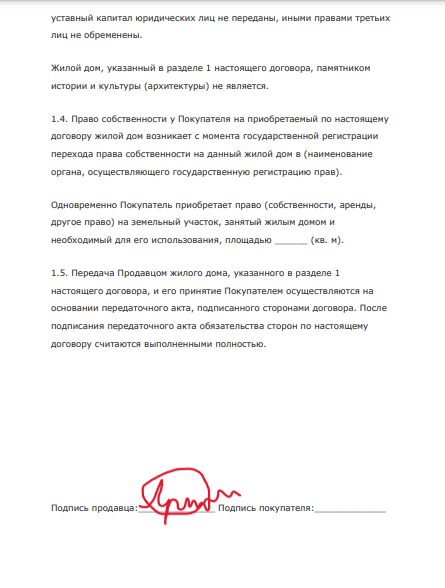 уставный капитал юридических лиц не переданы, иными правами третьих
лиц не обременены.
Жилой дом, указанный в разделе 1 настоящего договора, памятником
истории и культуры (архитектуры) не является.
1.4. Право собственности у Покупателя на приобретаемый по настоящему
договору жилой дом возникает с момента государственной регистрации
перехода права собственности на данный жилой дом в (наименование
органа, осуществляющего государственную регистрацию прав).
Одновременно Покупатель приобретает право (собственности, аренды,
другое право) на земельный участок, занятый жилым домом и
необходимый для его использования, площадью ______ (кв. м).
1.5. Передача Продавцом жилого дома, указанного в разделе 1
настоящего договора, и его принятие Покупателем осуществляются на
основании передаточного акта, подписанного сторонами договора. После
подписания передаточного акта обязательства сторон по настоящему
договору считаются выполненными полностью.
Подпись продавца:______________ Подпись покупателя:_____________